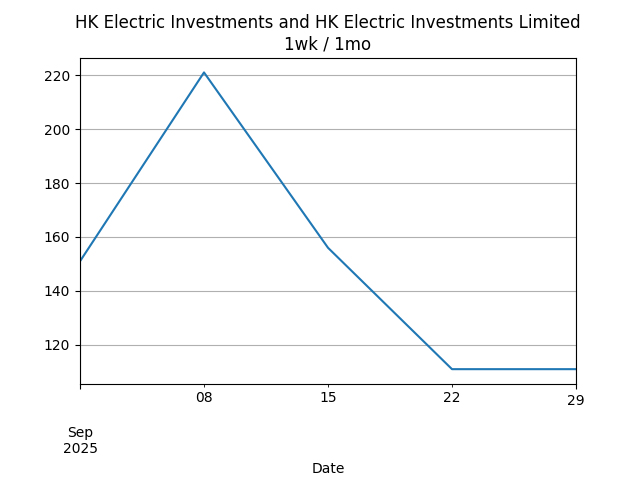 HK Electric Investments and HK Electric Investments Limited
1wk / 1mo
220
200
180
160
140
120
08
15
22
29
Sep
2025
Date